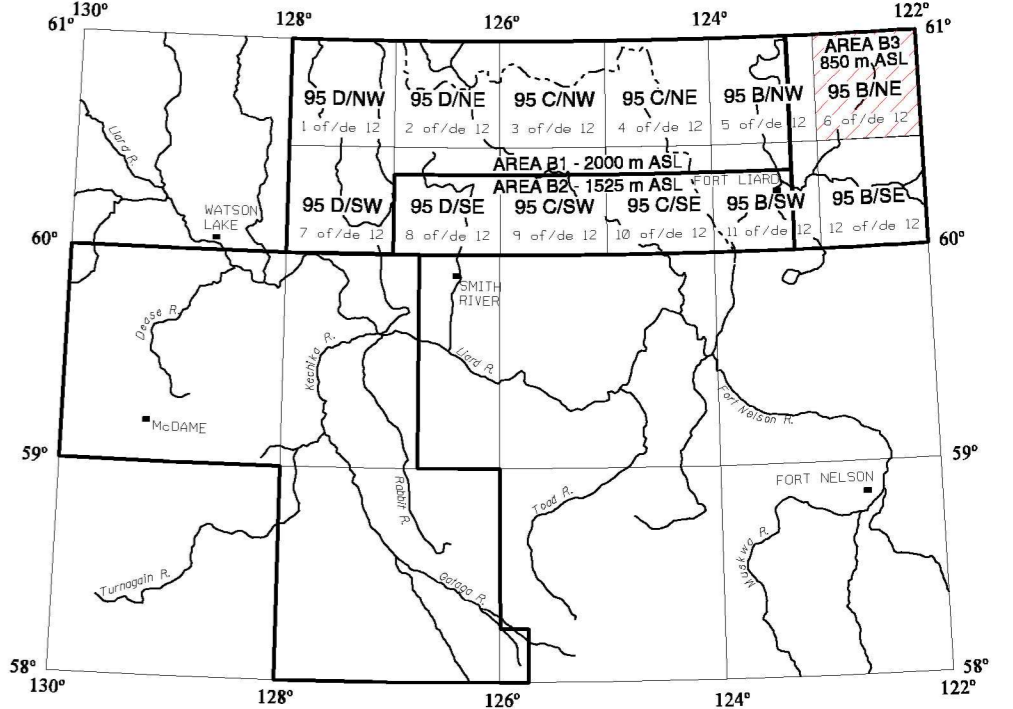 130°
128°
126°
124°
122°
61°
61°
AREA B3
850 m ASL
95 D/NW
95 D/NE
95 C/NW
95 C/NE
95 B/NW
95 B/NE
1 of/de 12
2 of/de 12
3 of/de 12
4 of/de 12
5 of/de 12
6 of/de 12
Liard R.
AREA B1 - 2000 m ASL
AREA B2 - 1525 m ASL
FORT LIARD
95 D/SW
95 D/SE
95 C/SW
95 C/SE
95 B/SW
95 B/SE
WATSON
LAKE
7 of/de 12
8 of/de 12
9 of/de 12
10 of/de 12
11 of/de 12
12 of/de 12
60°
60°
SMITH
RIVER
Dease R.
Kechika R.
Liard R.
Fort Nelson R.
McDAME
59°
59°
Rabbit R.
Toad R.
FORT NELSON
Muskwa R.
Turnagain R.
Gataga R.
58°
58°
130°
128°
126°
124°
122°